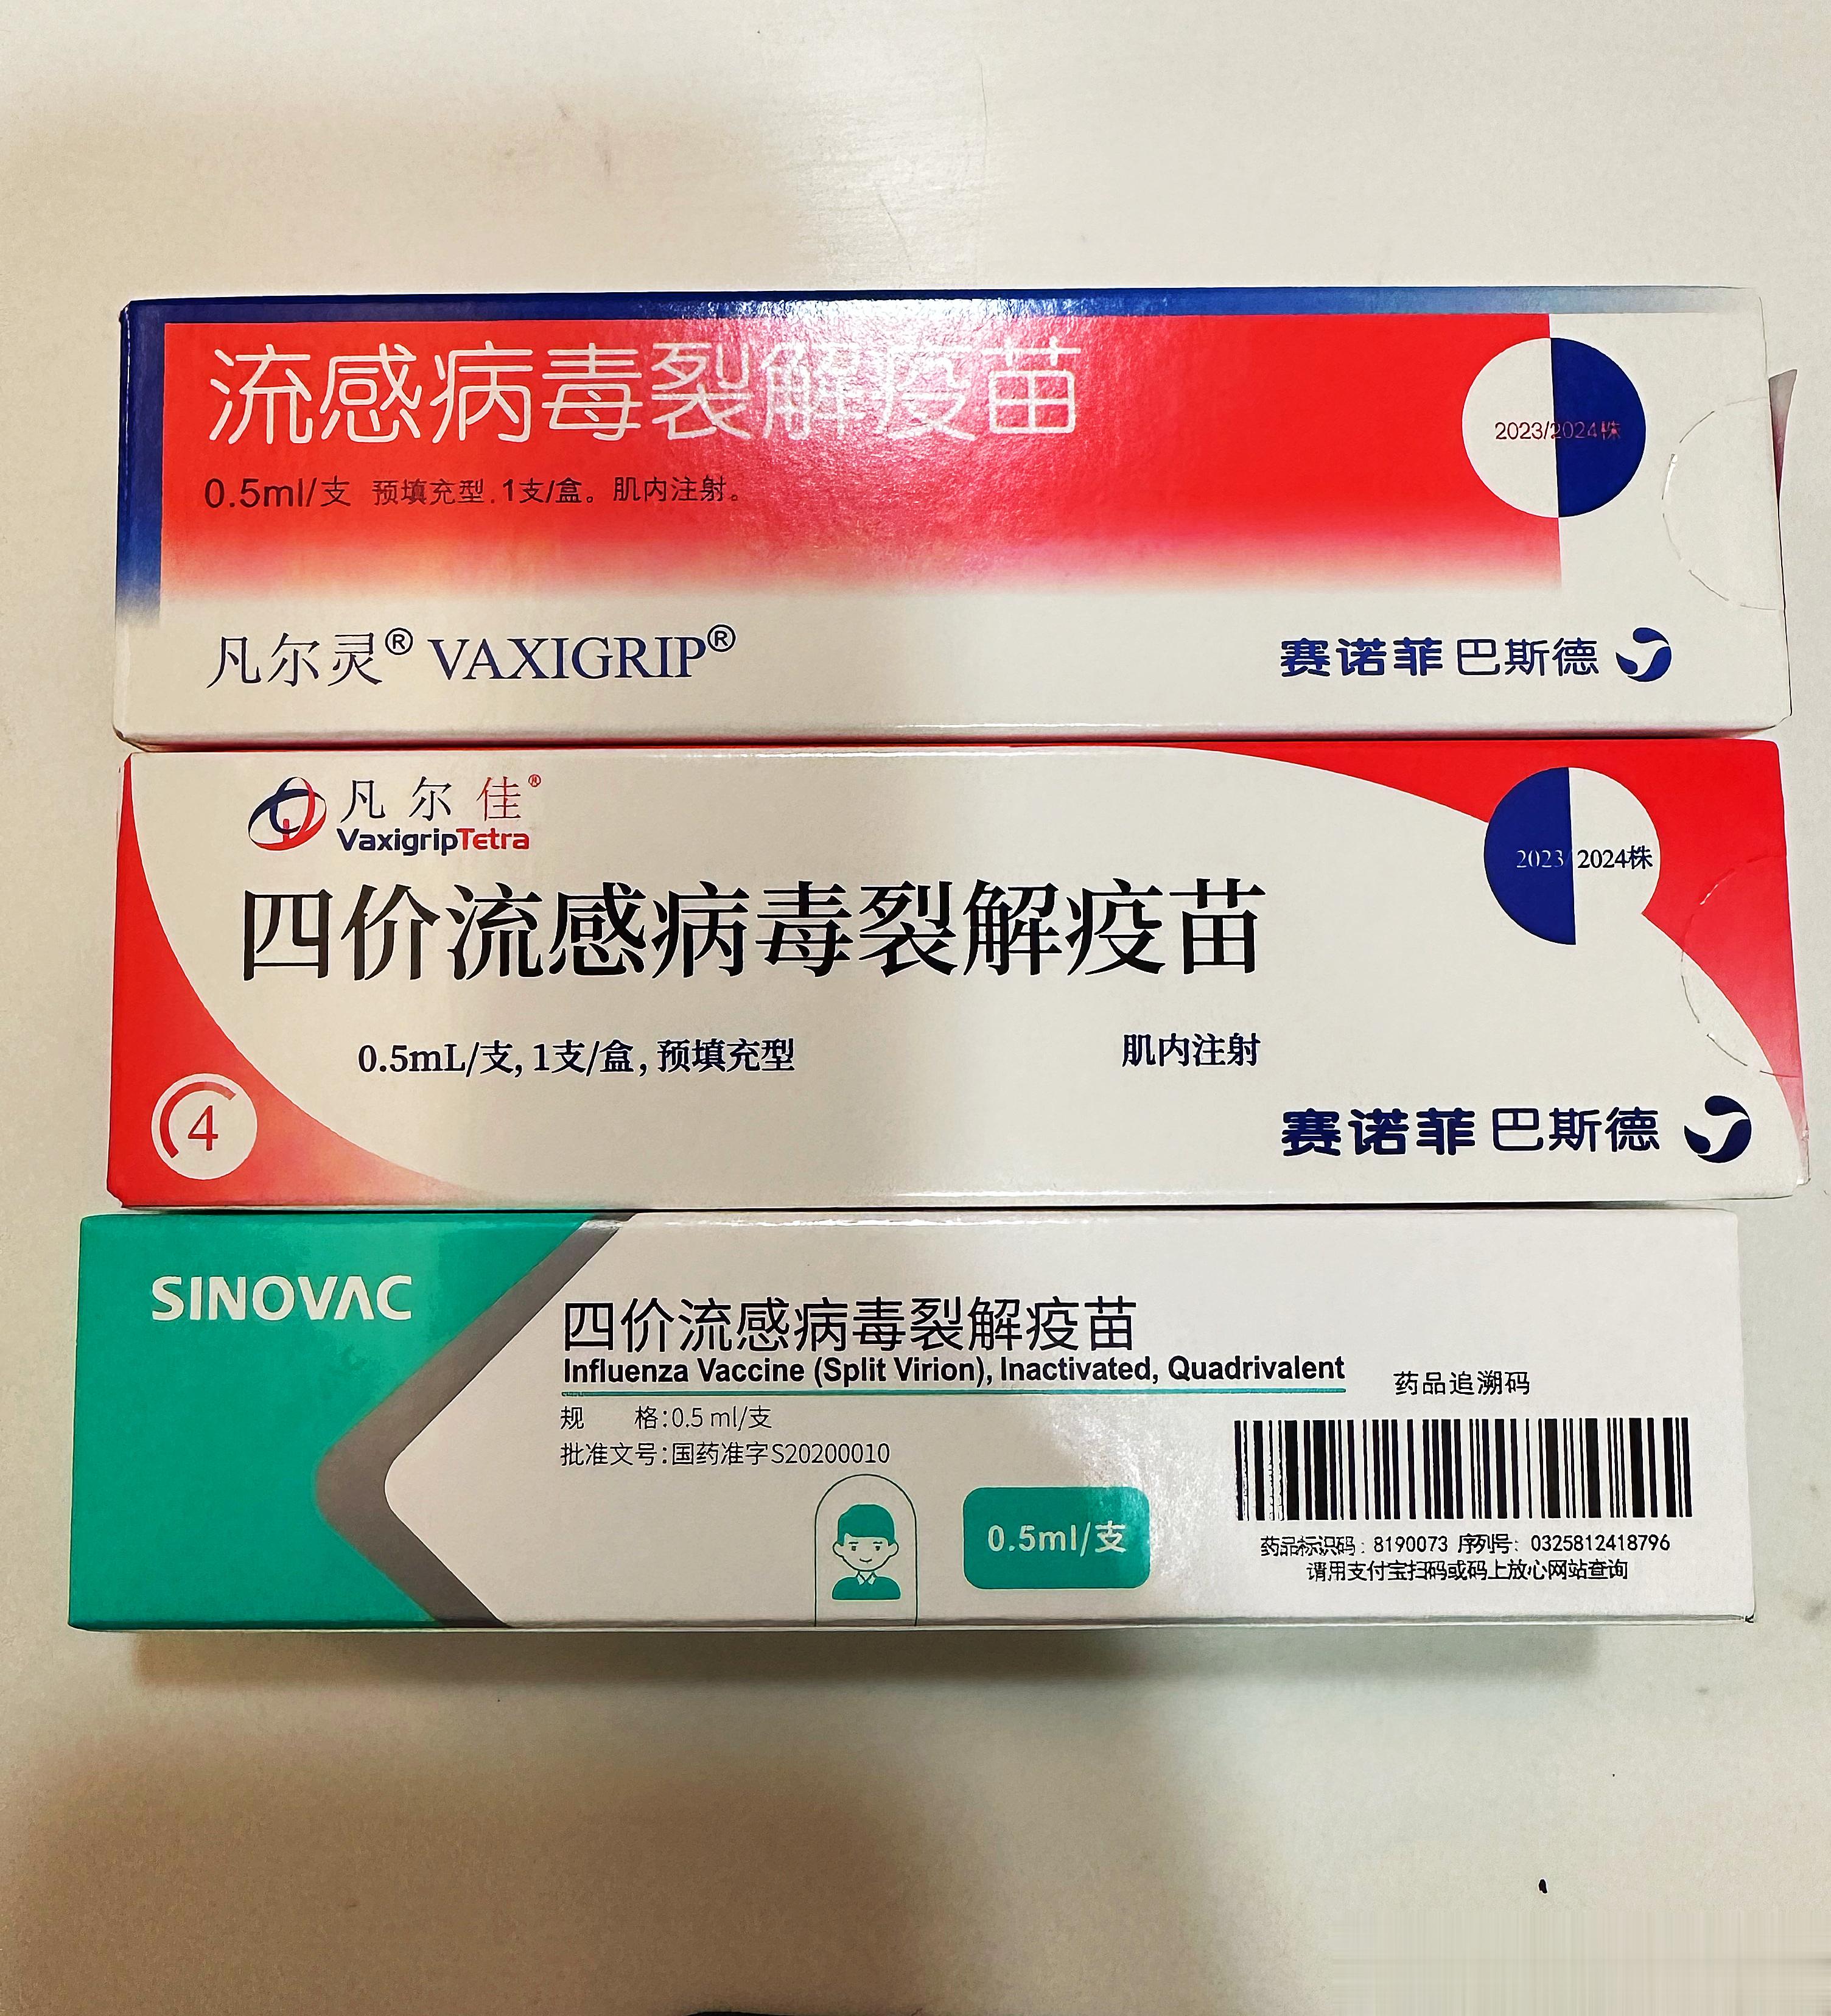 流感病毒裂解疫苗
2023/2024株
0.5ml/支 预填充型.1支/盒。肌内注射。
凡尔灵® VAXIGRIP®
赛诺菲 巴斯德
凡尔佳®
VaxigripTetra
四价流感病毒裂解疫苗
2023/2024株
0.5mL/支, 1支/盒, 预填充型
肌内注射
4
赛诺菲 巴斯德
SINOVAC
四价流感病毒裂解疫苗
Influenza Vaccine (Split Virion), Inactivated, Quadrivalent
药品追溯码
规 格:0.5 ml/支
批准文号:国药准字S20200010
0.5ml/支
药品标识码: 8190073 序列号: 0325812418796
请用支付宝扫码或码上放心网站查询